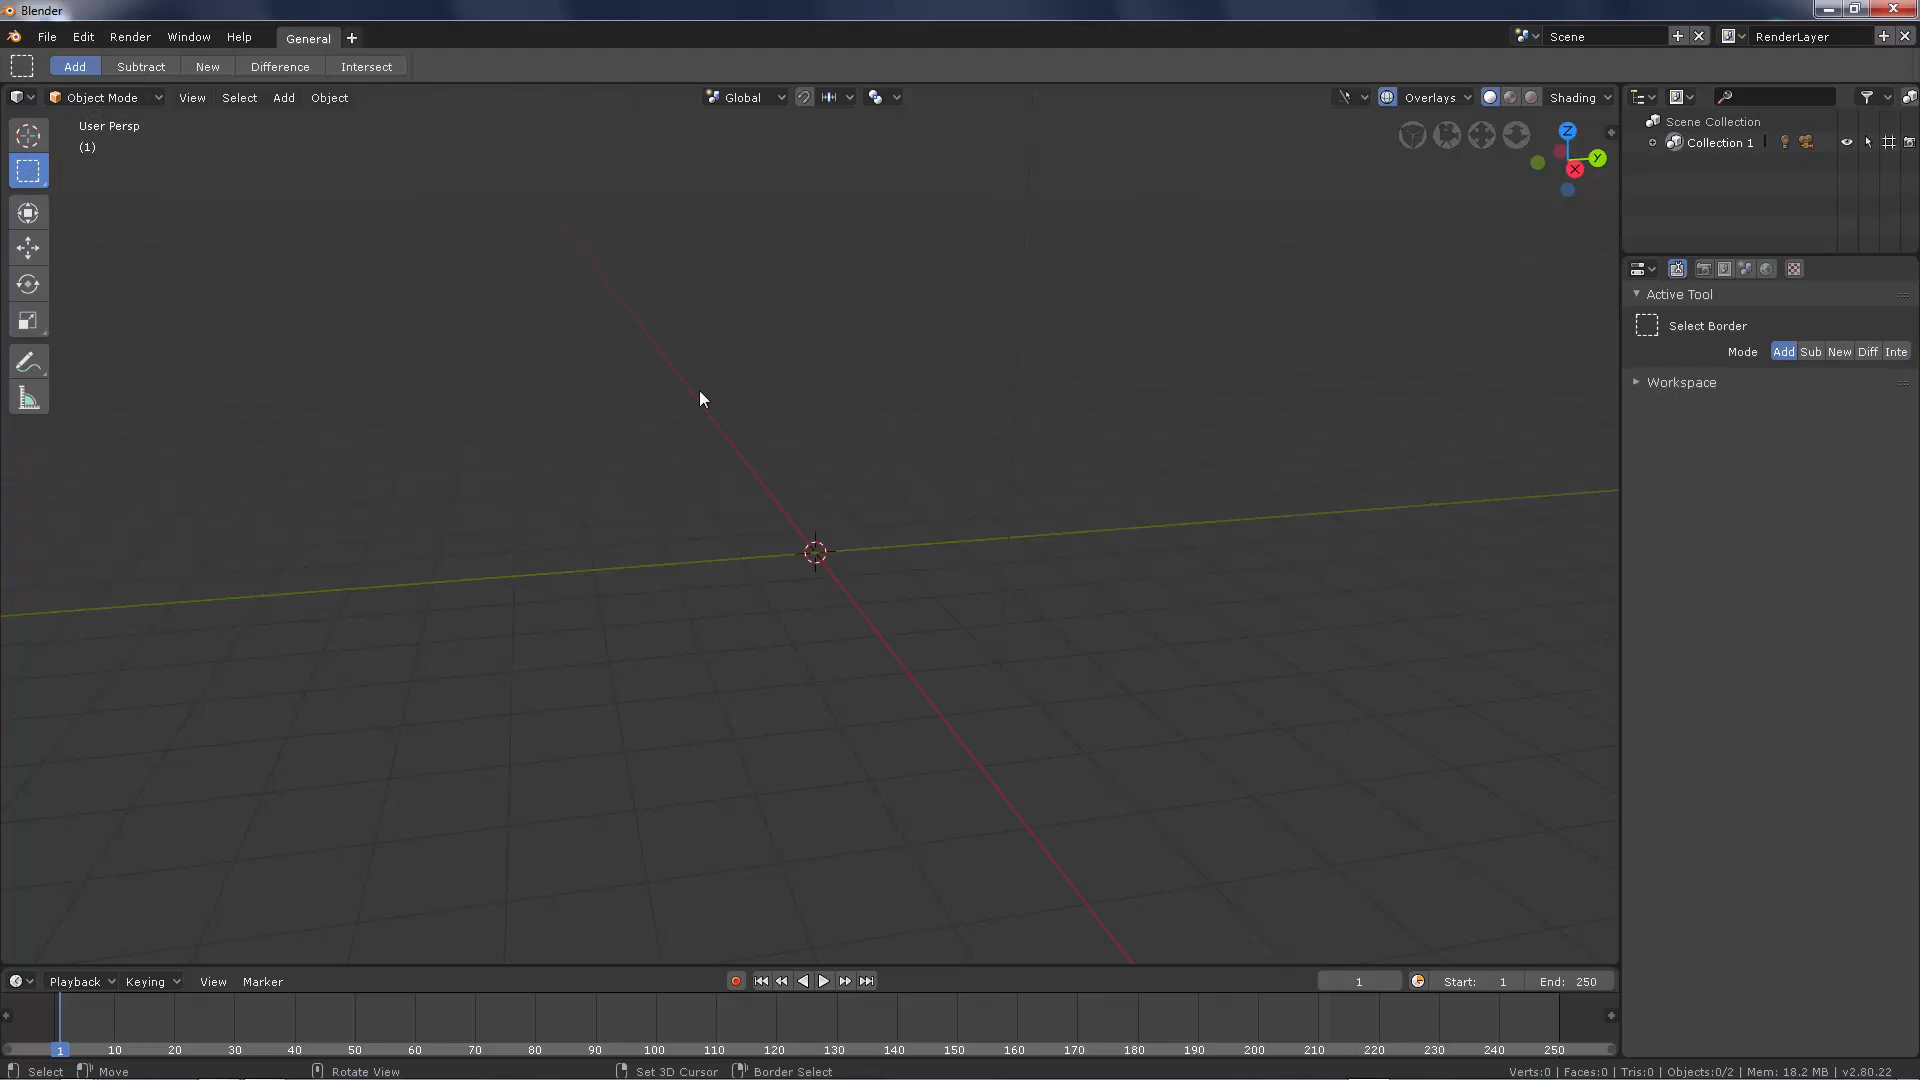 Blender
File Edit Render Window Help General Scene RenderLayer
Add Subtract New Difference Intersect
Object Mode View Select Add Object Global Overlays Shading
User Persp
(1)
Z
Y
X
Scene Collection
Collection 1
Active Tool
Select Border
Mode Add Sub New Diff Inte
Workspace
Playback Keying View Marker 1 Start: 1 End: 250
1 10 20 30 40 50 60 70 80 90 100 110 120 130 140 150 160 170 180 190 200 210 220 230 240 250
Select Move Rotate View Set 3D Cursor Border Select Verts:0 | Faces:0 | Tris:0 | Objects:0/2 | Mem: 18.2 MB | v2.80.22